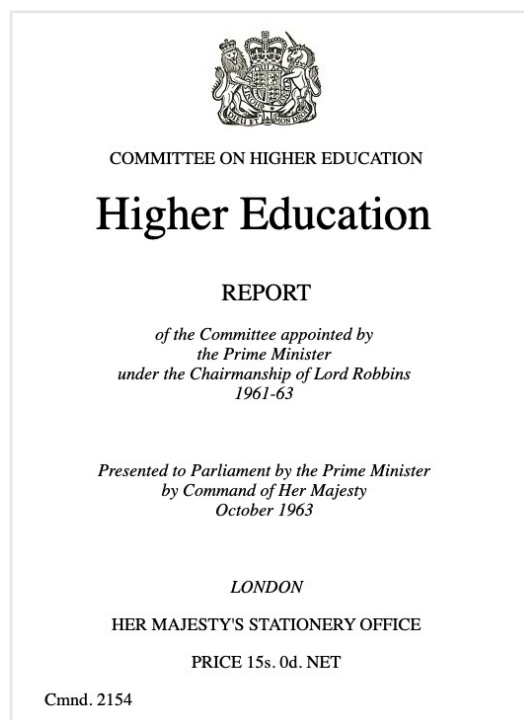 COMMITTEE ON HIGHER EDUCATION
Higher Education
REPORT
of the Committee appointed by
the Prime Minister
under the Chairmanship of Lord Robbins
1961-63
Presented to Parliament by the Prime Minister
by Command of Her Majesty
October 1963
LONDON
HER MAJESTY'S STATIONERY OFFICE
PRICE 15s. 0d. NET
Cmnd. 2154